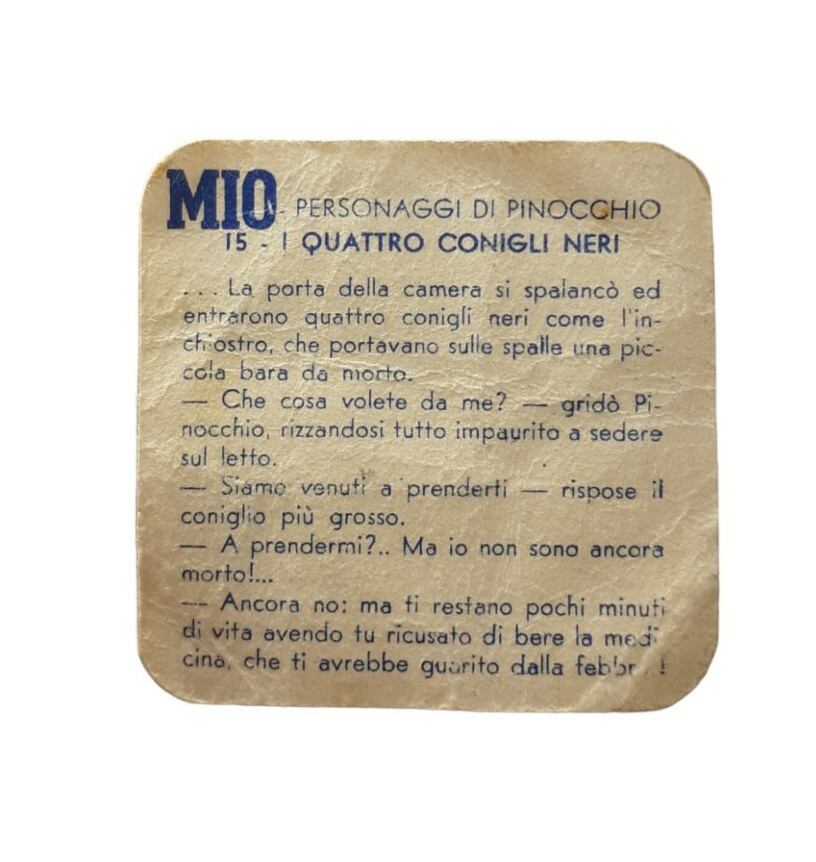 MIO - PERSONAGGI DI PINOCCHIO
15 - I QUATTRO CONIGLI NERI
... La porta della camera si spalancò ed
entrarono quattro conigli neri come l'in-
chiostro, che portavano sulle spalle una pic-
cola bara da morto.
— Che cosa volete da me? — gridò Pi-
nocchio, rizzandosi tutto impaurito a sedere
sul letto.
— Siamo venuti a prenderti — rispose il
coniglio più grosso.
— A prendermi?.. Ma io non sono ancora
morto!...
— Ancora no: ma ti restano pochi minuti
di vita avendo tu ricusato di bere la medi-
cina, che ti avrebbe guarito dalla febbre!